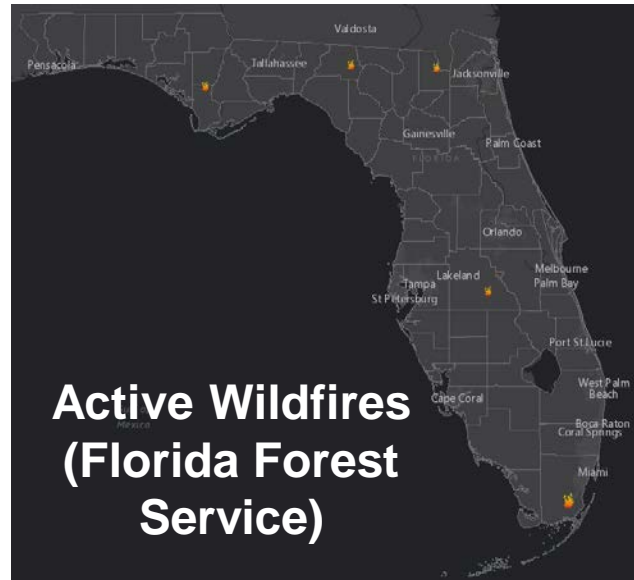 Valdosta
Pensacola
Tallahassee
Jacksonville
Gainesville
Palm Coast
FLORIDA
Orlando
Lakeland
Melbourne
Tampa
Palm Bay
St Petersburg
Port St Lucie
Active Wildfires
West Palm
Beach
Cape Coral
Mexico
Boca Raton
Coral Springs
(Florida Forest
Miami
Service)